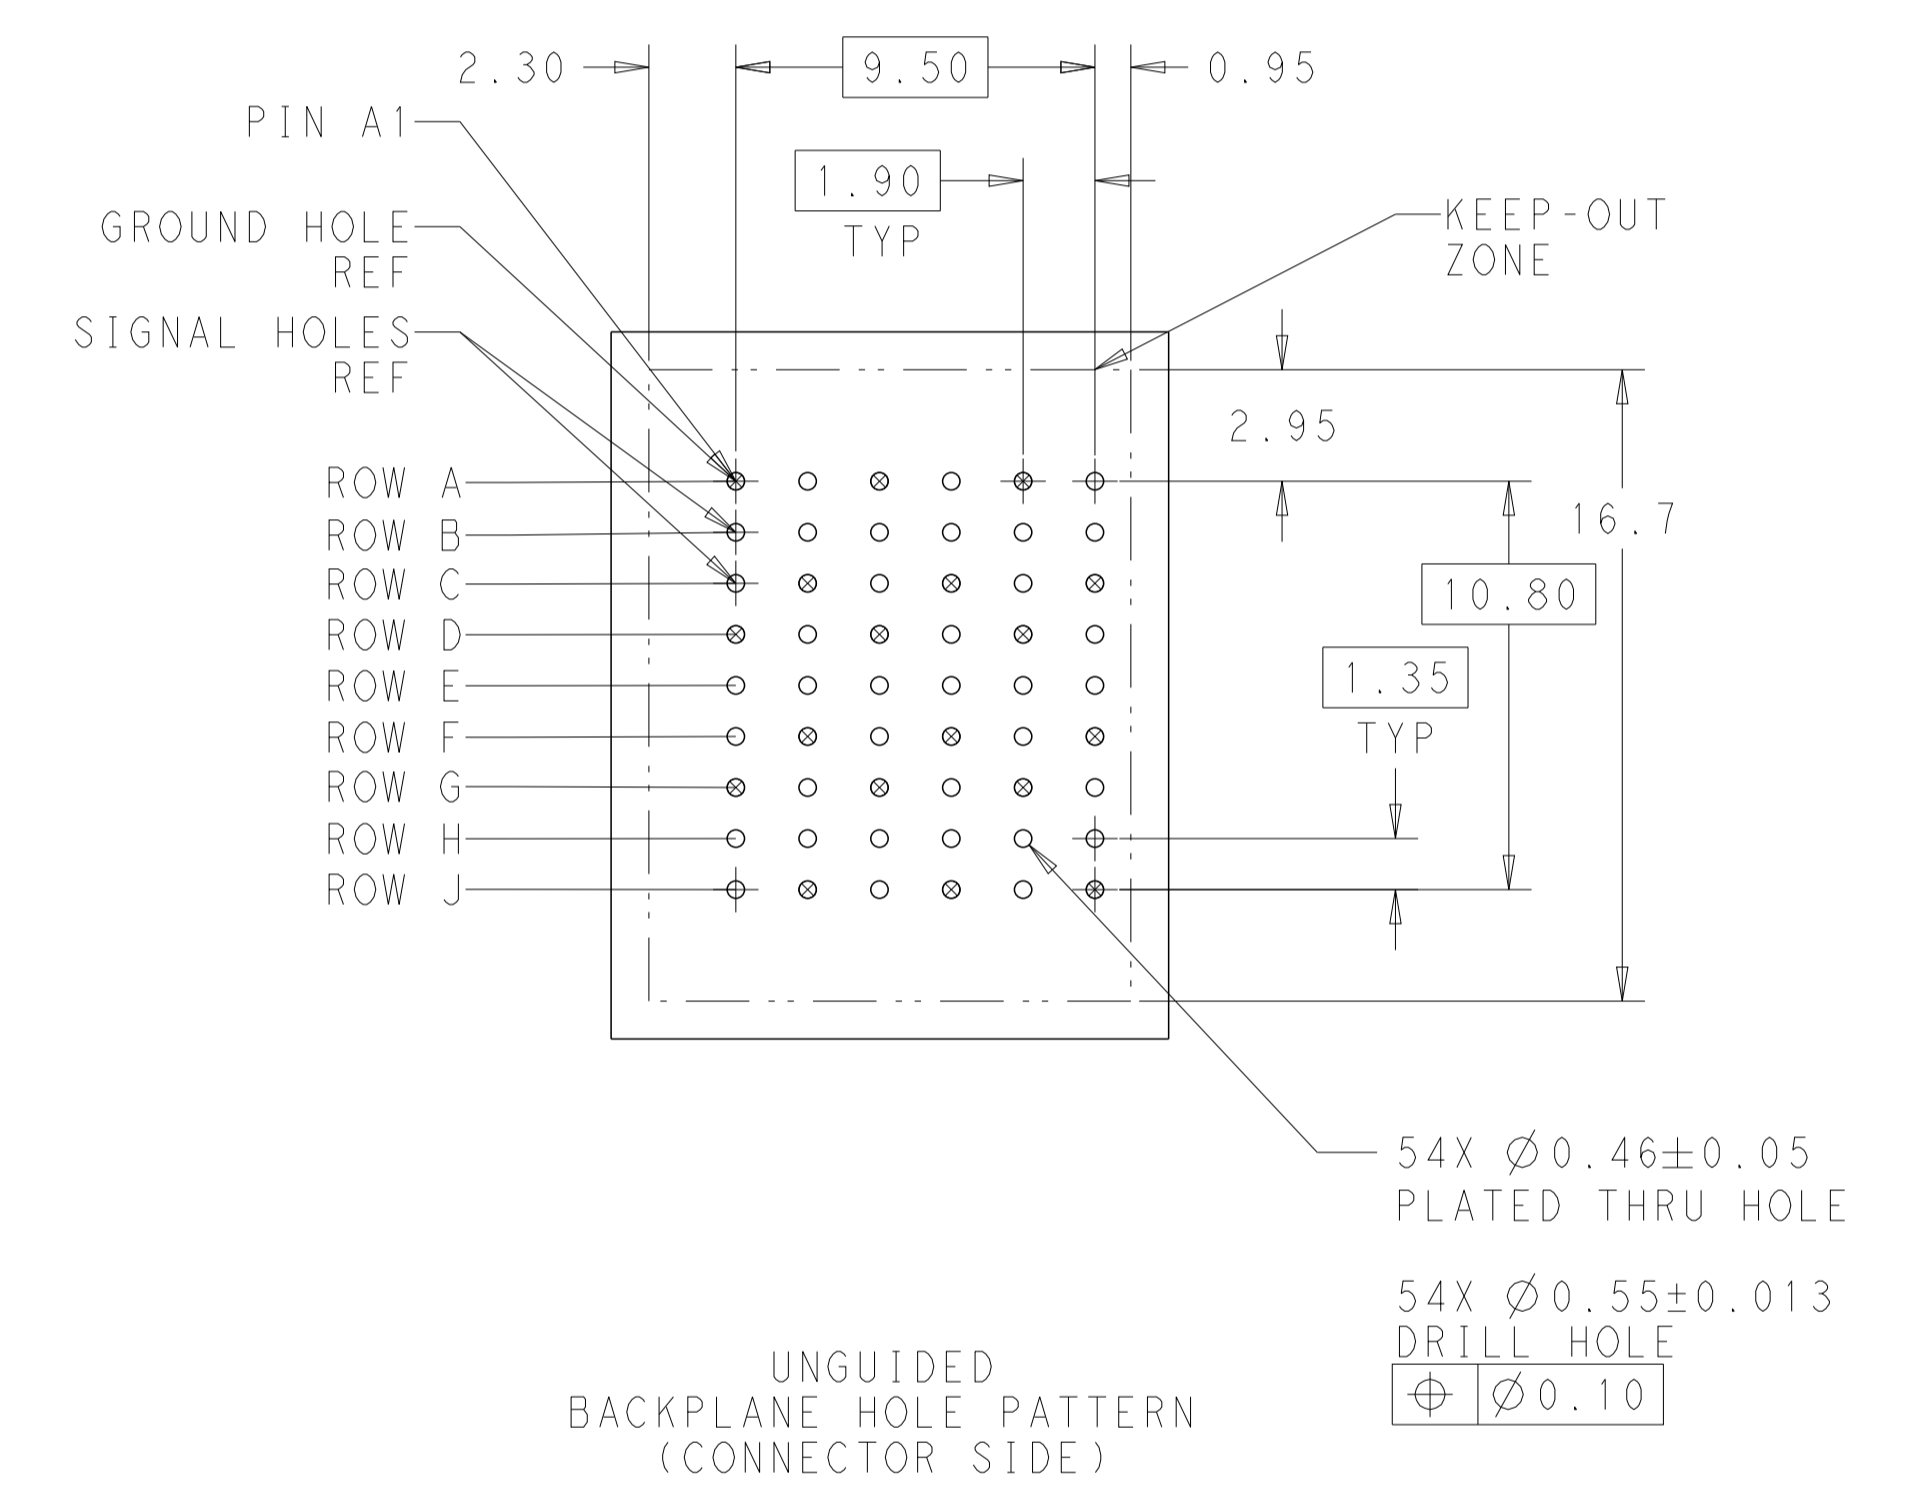 2.30
9.50
0.95
PIN A1
1.90
TYP
GROUND HOLE
REF
KEEP-OUT
ZONE
SIGNAL HOLES
REF
2.95
16.7
10.80
1.35
TYP
ROW A
ROW B
ROW C
ROW D
ROW E
ROW F
ROW G
ROW H
ROW J
54X Ø0.46±0.05
PLATED THRU HOLE
54X Ø0.55±0.013
DRILL HOLE
⌖ Ø0.10
UNGUIDED
BACKPLANE HOLE PATTERN
(CONNECTOR SIDE)